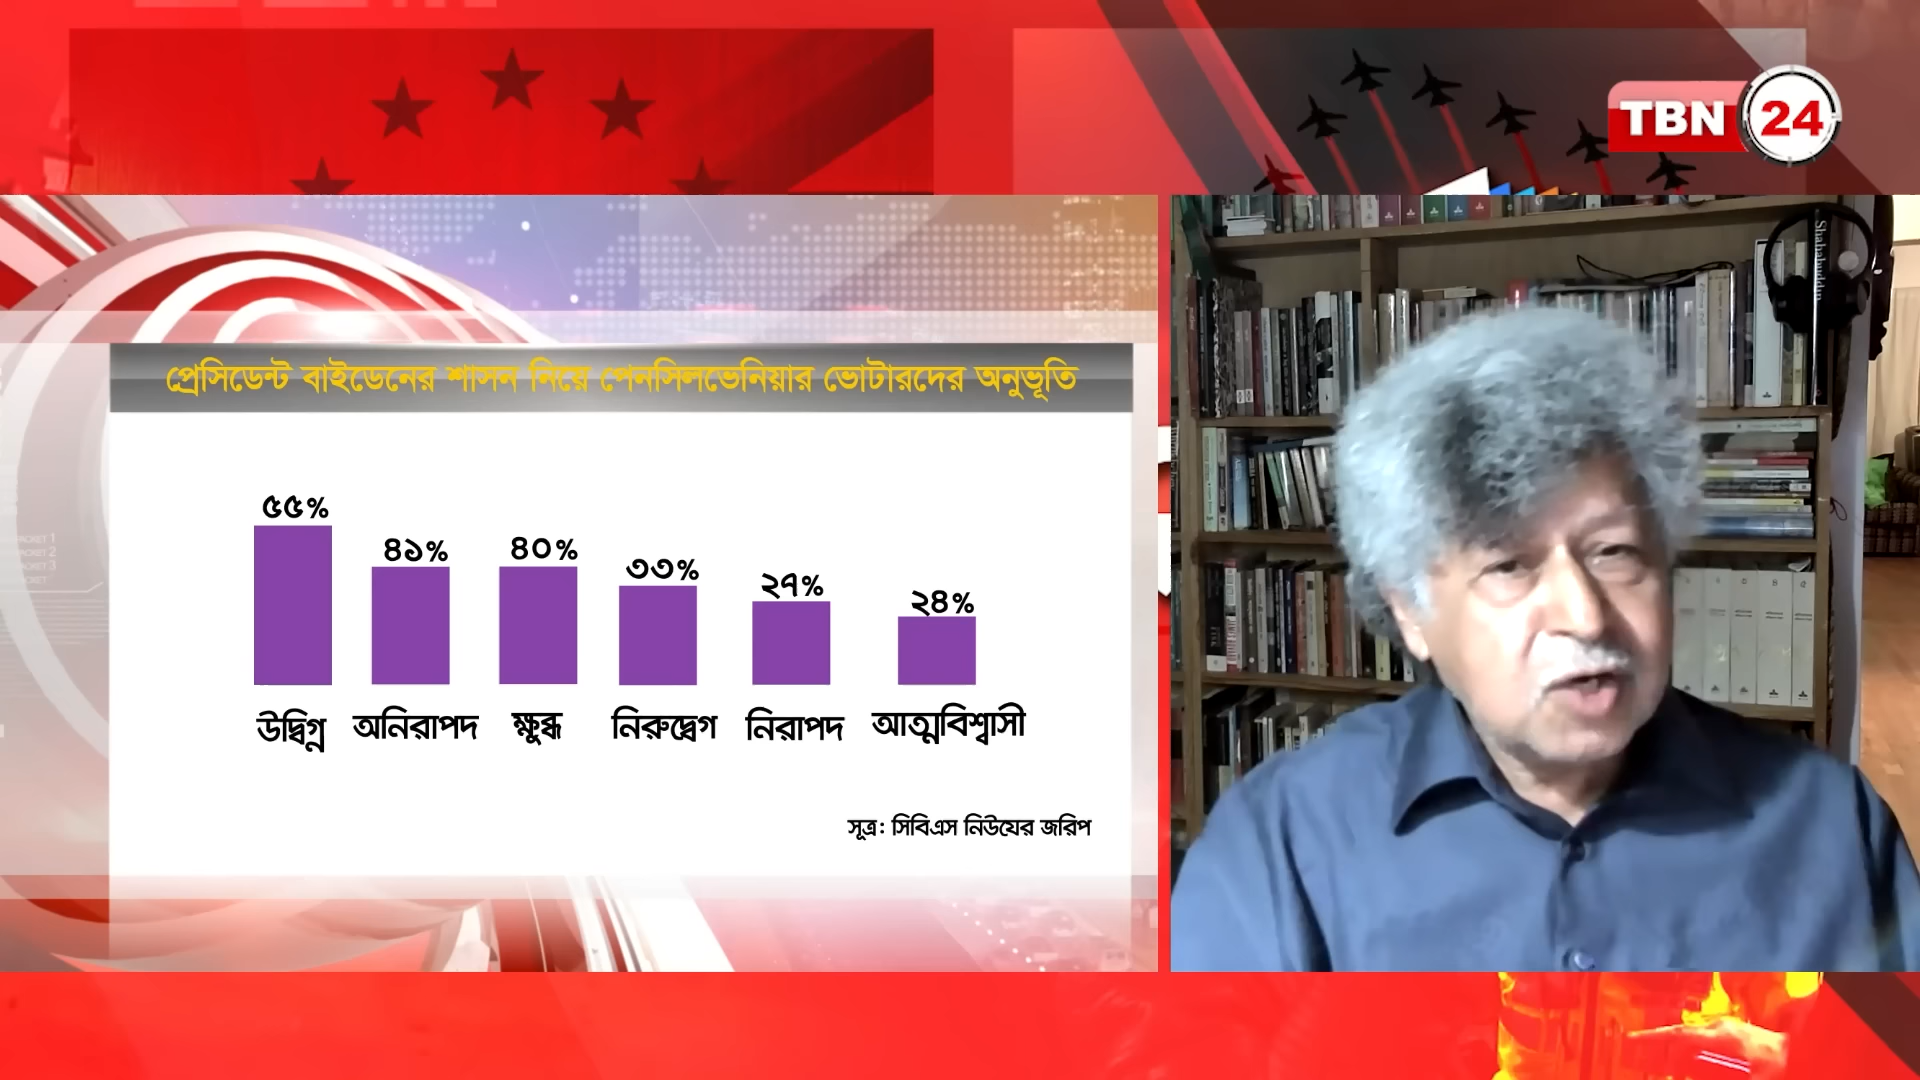 TBN 24
প্রেসিডেন্ট বাইডেনের শাসন নিয়ে পেনসিলভেনিয়ার ভোটারদের অনুভূতি
৫৫%
৪১%
৪০%
৩৩%
২৭%
২৪%
উদ্বিগ্ন
অনিরাপদ
ক্ষুব্ধ
নিরুদ্বেগ
নিরাপদ
আত্মবিশ্বাসী
সূত্র: সিবিএস নিউযের জরিপ
Shahabuddin